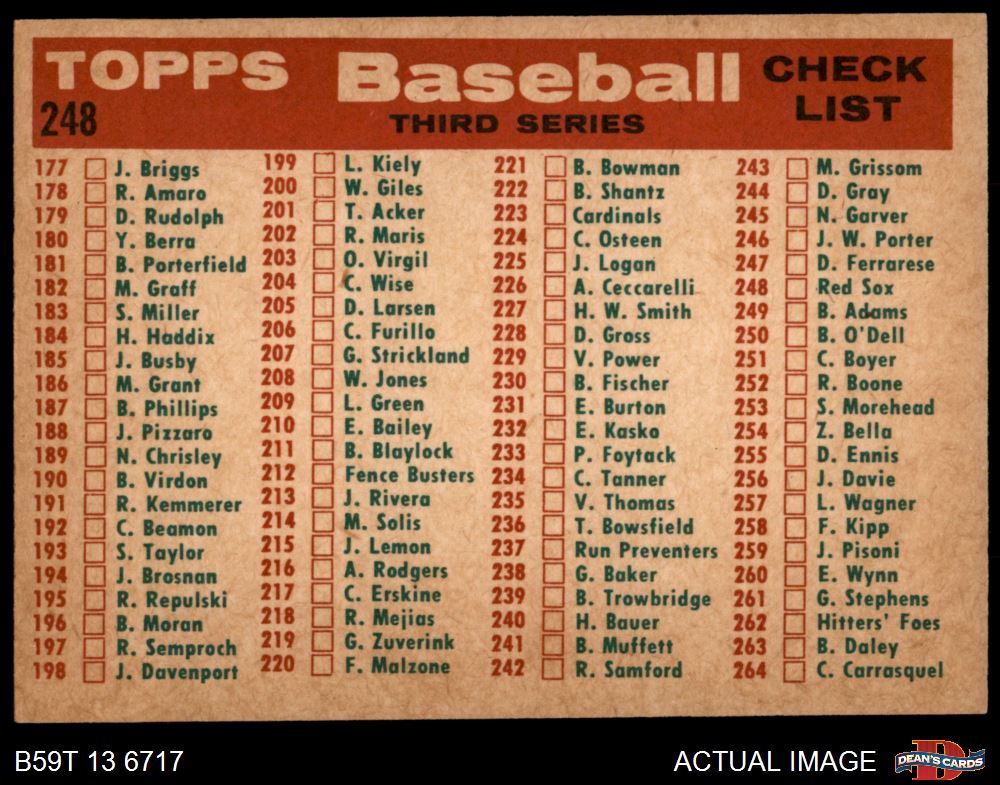 TOPPS Baseball CHECK LIST
248 THIRD SERIES
177 J. Briggs
178 R. Amaro
179 D. Rudolph
180 Y. Berra
181 B. Porterfield
182 M. Graff
183 S. Miller
184 H. Haddix
185 J. Busby
186 M. Grant
187 B. Phillips
188 J. Pizzaro
189 N. Chrisley
190 B. Virdon
191 R. Kemmerer
192 C. Beamon
193 S. Taylor
194 J. Brosnan
195 R. Repulski
196 B. Moran
197 R. Semproch
198 J. Davenport
199 L. Kiely
200 W. Giles
201 T. Acker
202 R. Maris
203 O. Virgil
204 C. Wise
205 D. Larsen
206 C. Furillo
207 G. Strickland
208 W. Jones
209 L. Green
210 E. Bailey
211 B. Blaylock
212 Fence Busters
213 J. Rivera
214 M. Solis
215 J. Lemon
216 A. Rodgers
217 C. Erskine
218 R. Mejias
219 G. Zuverink
220 F. Malzone
221 B. Bowman
222 B. Shantz
223 Cardinals
224 C. Osteen
225 J. Logan
226 A. Ceccarelli
227 H. W. Smith
228 D. Gross
229 V. Power
230 B. Fischer
231 E. Burton
232 E. Kasko
233 P. Foytack
234 C. Tanner
235 V. Thomas
236 T. Bowsfield
237 Run Preventers
238 G. Baker
239 B. Trowbridge
240 H. Bauer
241 B. Muffett
242 R. Samford
243 M. Grissom
244 D. Gray
245 N. Garver
246 J. W. Porter
247 D. Ferrarese
248 Red Sox
249 B. Adams
250 B. O'Dell
251 C. Boyer
252 R. Boone
253 S. Morehead
254 Z. Bella
255 D. Ennis
256 J. Davie
257 L. Wagner
258 F. Kipp
259 J. Pisoni
260 E. Wynn
261 G. Stephens
262 Hitters' Foes
263 B. Daley
264 C. Carrasquel
B59T 13 6717 ACTUAL IMAGE DEAN'S CARDS